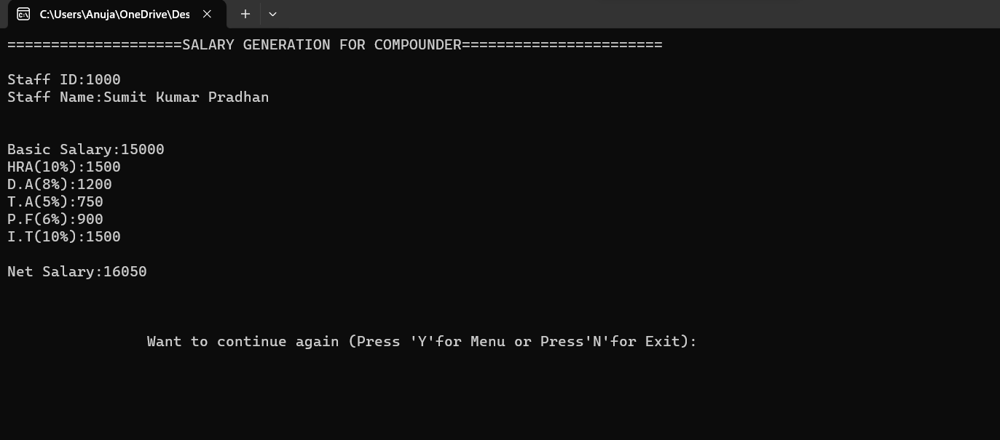 C:\Users\Anuja\OneDrive\Des
====================SALARY GENERATION FOR COMPOUNDER=======================
Staff ID:1000
Staff Name:Sumit Kumar Pradhan
Basic Salary:15000
HRA(10%):1500
D.A(8%):1200
T.A(5%):750
P.F(6%):900
I.T(10%):1500
Net Salary:16050
Want to continue again (Press 'Y'for Menu or Press'N'for Exit):